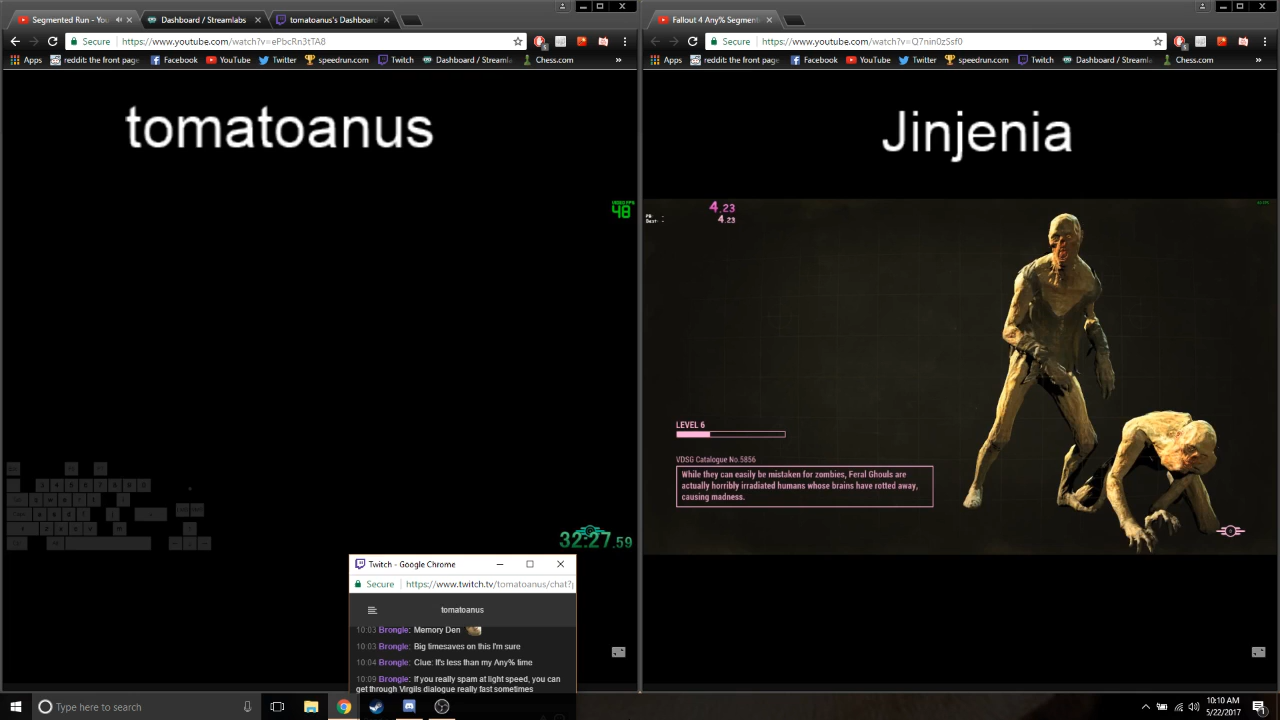 Segmented Run - You
Dashboard / Streamlabs
tomatoanus's Dashboard
Secure https://www.youtube.com/watch?v=ePbcRn3tTA8
Apps reddit: the front page Facebook YouTube Twitter speedrun.com Twitch Dashboard / Streamla Chess.com »
tomatoanus
VIDEO FPS
48
32:27.59
Fallout 4 Any% Segment
Secure https://www.youtube.com/watch?v=Q7nin0zSsf0
Apps reddit: the front page Facebook YouTube Twitter speedrun.com Twitch Dashboard / Streamla Chess.com »
Jinjenia
4.23
PB: -
Best: -
4.23
LEVEL 6
VDSG Catalogue No.5856
While they can easily be mistaken for zombies, Feral Ghouls are
actually horribly irradiated humans whose brains have rotted away,
causing madness.
Twitch - Google Chrome
Secure https://www.twitch.tv/tomatoanus/chat?
tomatoanus
10:03 Brongle: Memory Den
10:03 Brongle: Big timesaves on this I'm sure
10:04 Brongle: Clue: It's less than my Any% time
10:09 Brongle: If you really spam at light speed, you can
get through Virgils dialogue really fast sometimes
Type here to search
10:10 AM
5/22/2017